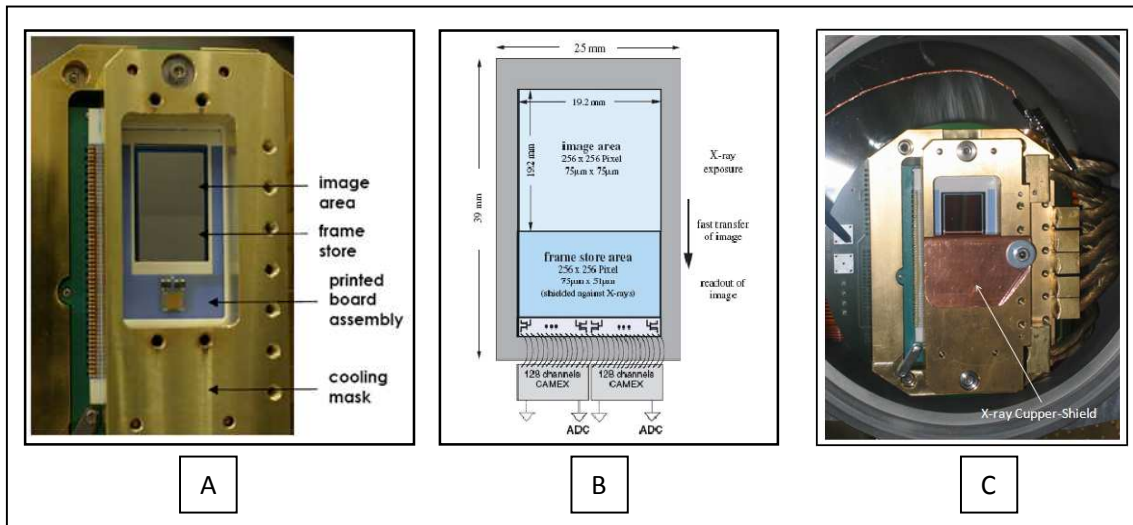 image
area
frame
store
printed
board
assembly
cooling
mask
A
25 mm
19.2 mm
19.2 mm
39 mm
image area
256 x 256 Pixel
75µm x 75µm
X-ray
exposure
fast transfer
of image
frame store area
256 x 256 Pixel
75µm x 51µm
(shielded against X-rays)
readout of
image
128 channels
CAMEX
128 channels
CAMEX
ADC
ADC
B
X-ray Cupper-Shield
C